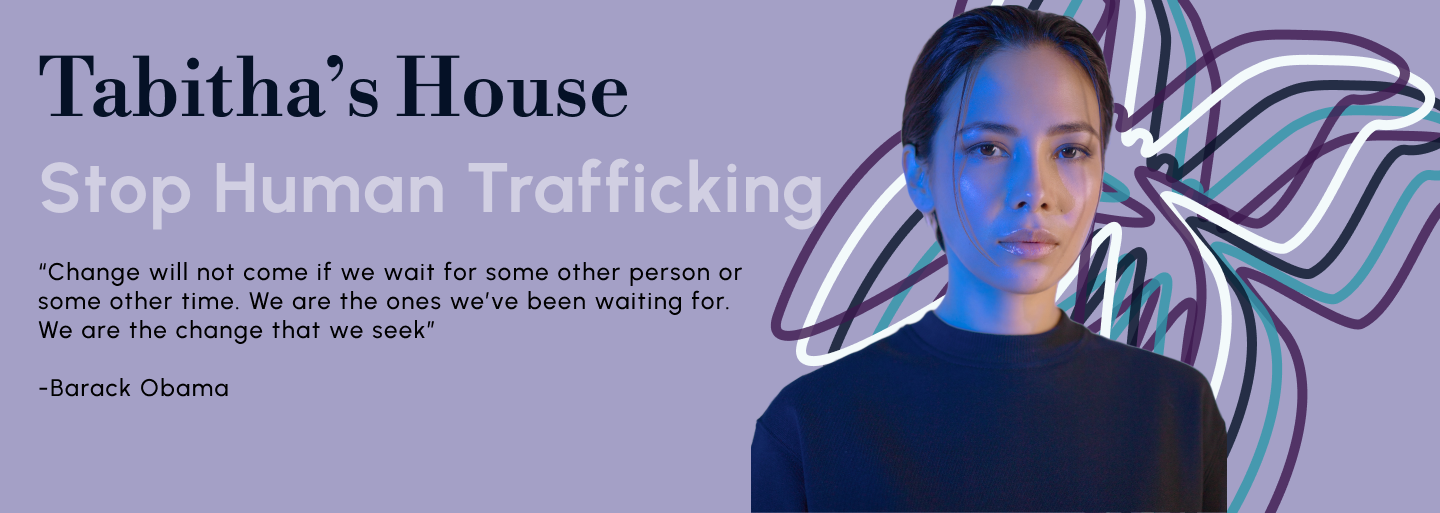 Tabitha’s House
Stop Human Trafficking
“Change will not come if we wait for some other person or
some other time. We are the ones we’ve been waiting for.
We are the change that we seek”
-Barack Obama